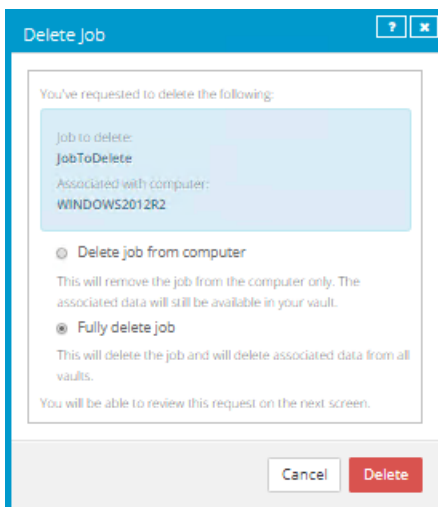 Delete Job
? ×
You've requested to delete the following:
Job to delete:
JobToDelete
Associated with computer:
WINDOWS2012R2
Delete job from computer
This will remove the job from the computer only. The
associated data will still be available in your vault.
Fully delete job
This will delete the job and will delete associated data from all
vaults.
You will be able to review this request on the next screen.
Cancel Delete